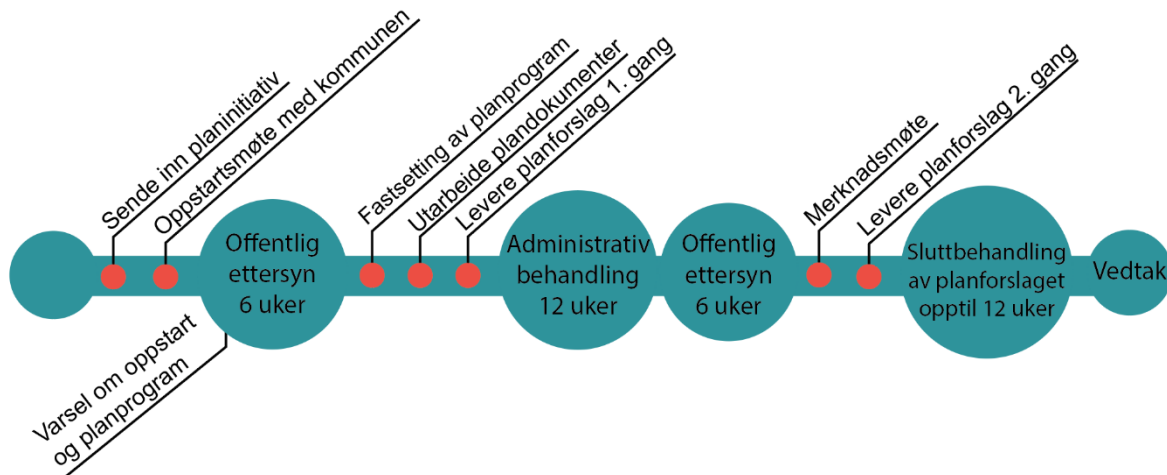 Sende inn planinitiativ
Oppstartsmøte med kommunen
Varsel om oppstart
og planprogram
Offentlig
ettersyn
6 uker
Fastsetting av planprogram
Utarbeide plandokumenter
Levere planforslag 1. gang
Administrativ
behandling
12 uker
Offentlig
ettersyn
6 uker
Merknadsmøte
Levere planforslag 2. gang
Sluttbehandling
av planforslaget
opptil 12 uker
Vedtak